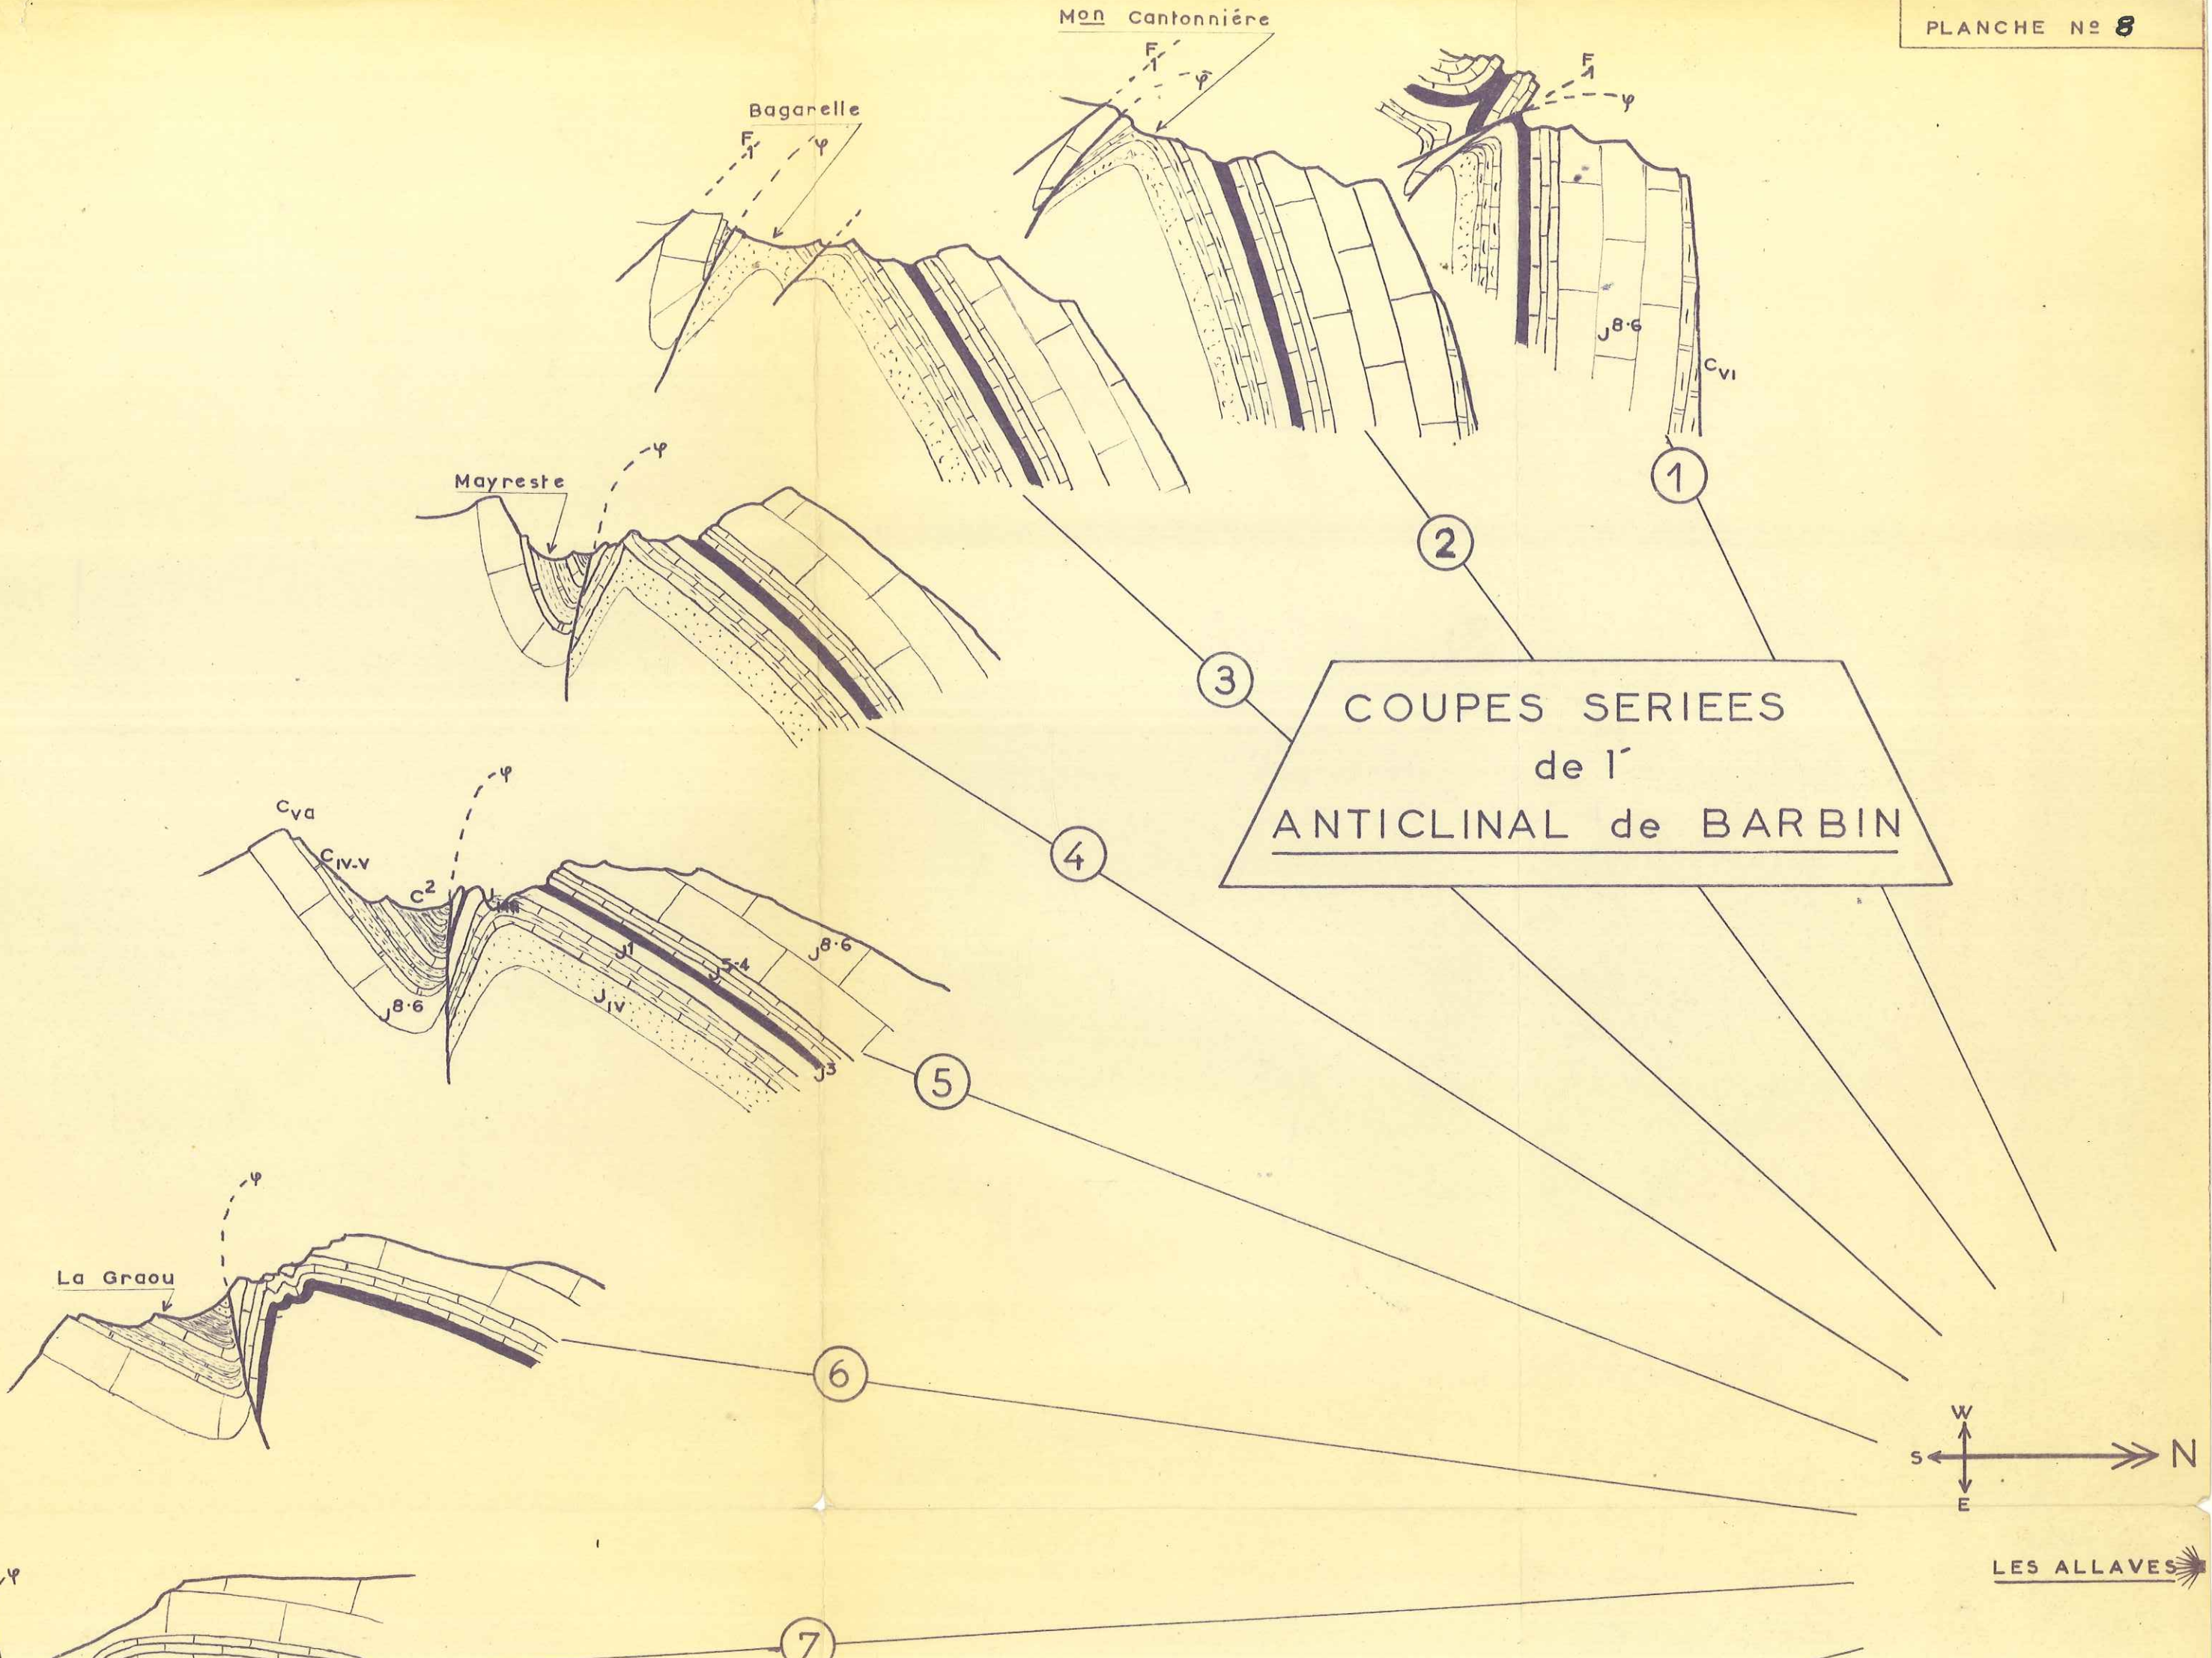 PLANCHE Nº 8
Mon Cantonniére
F1
φ
F1
φ
Bagarelle
F1
φ
J8-6
CVI
1
2
3
Mayreste
φ
COUPES SERIEES
de l´
ANTICLINAL de BARBIN
4
φ
CVa
CIV-V
C2
J8-6
J1
J5-4
J8-6
JIV
J3
5
φ
La Graou
6
W
S N
E
LES ALLAVES
φ
7